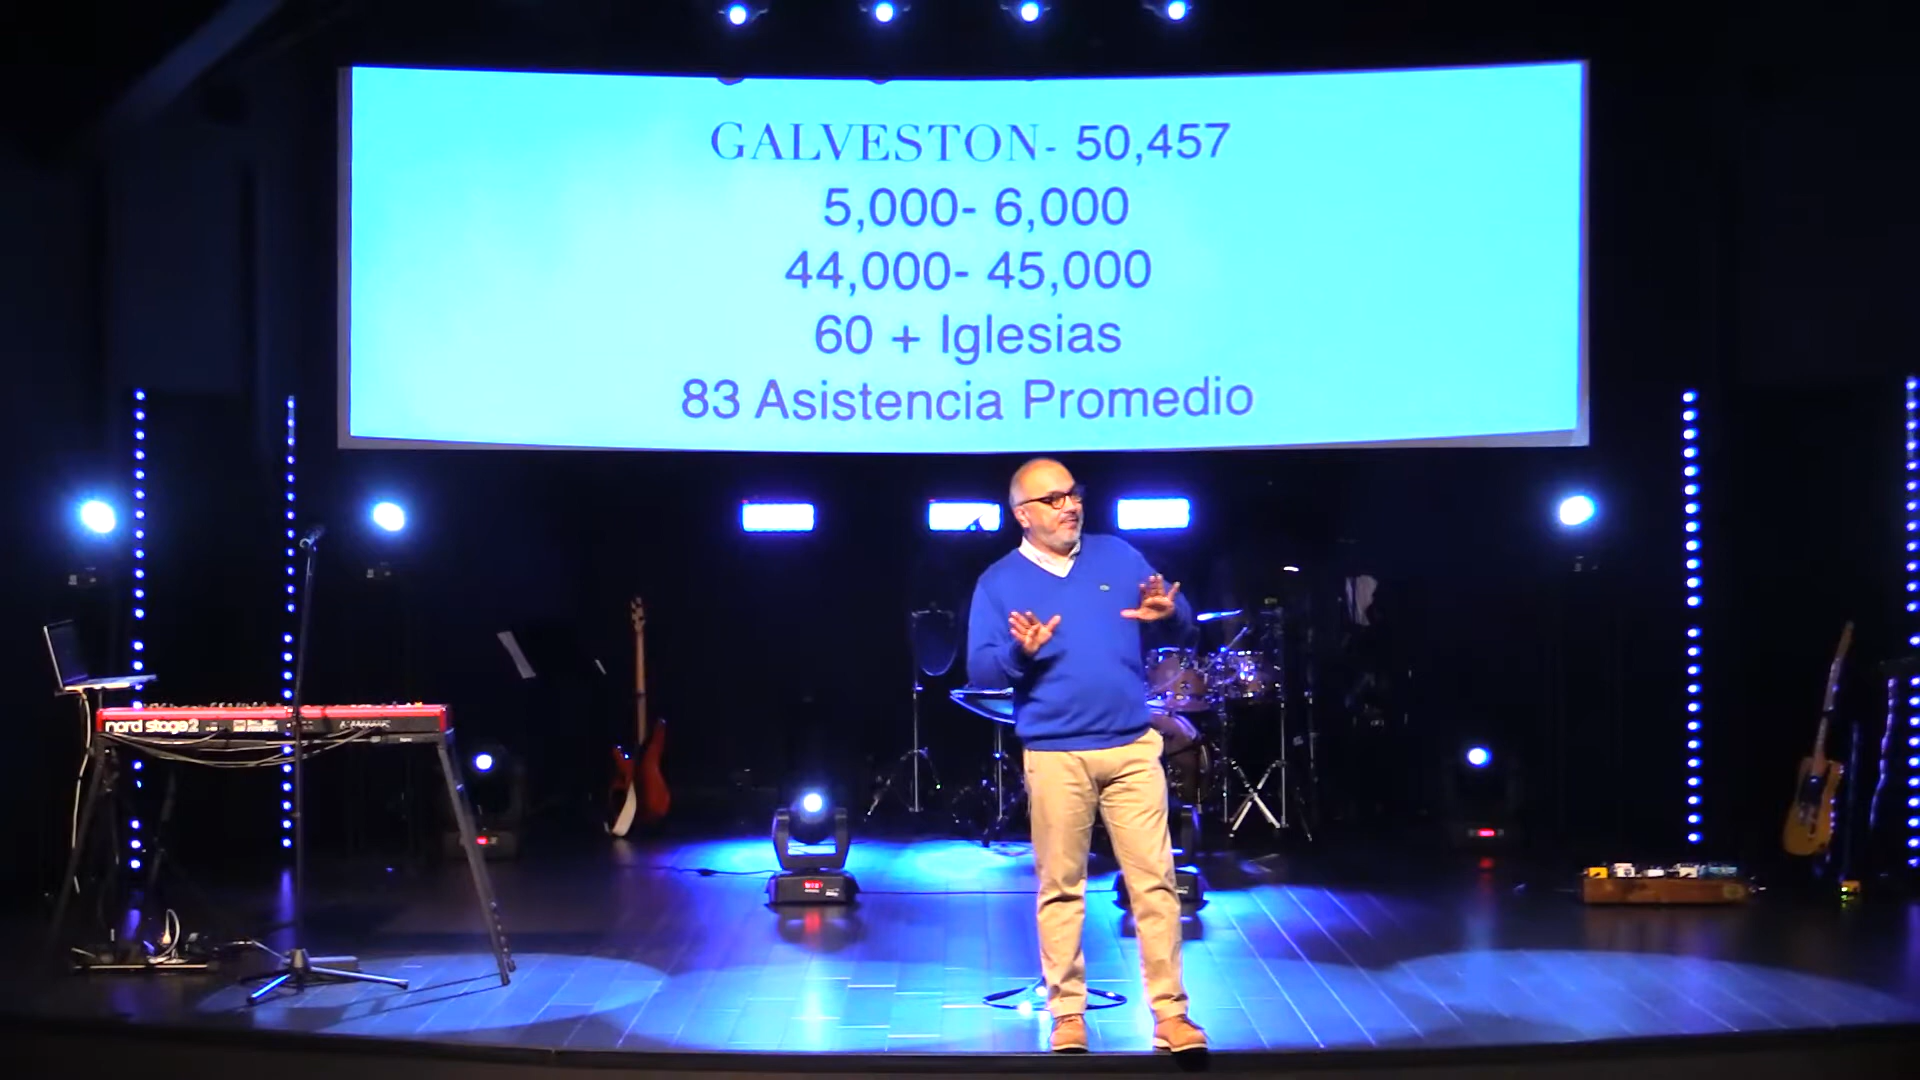 GALVESTON- 50,457
5,000- 6,000
44,000- 45,000
60 + Iglesias
83 Asistencia Promedio
nord stage 2